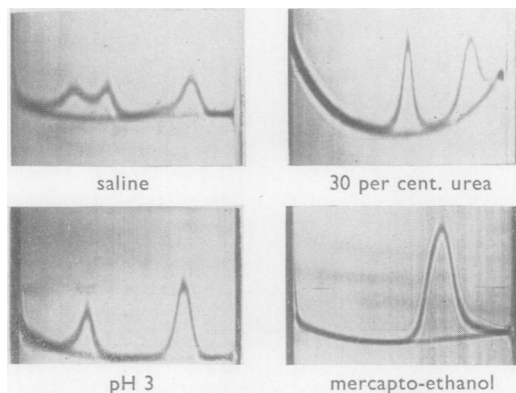 saline
30 per cent. urea
pH 3
mercapto-ethanol